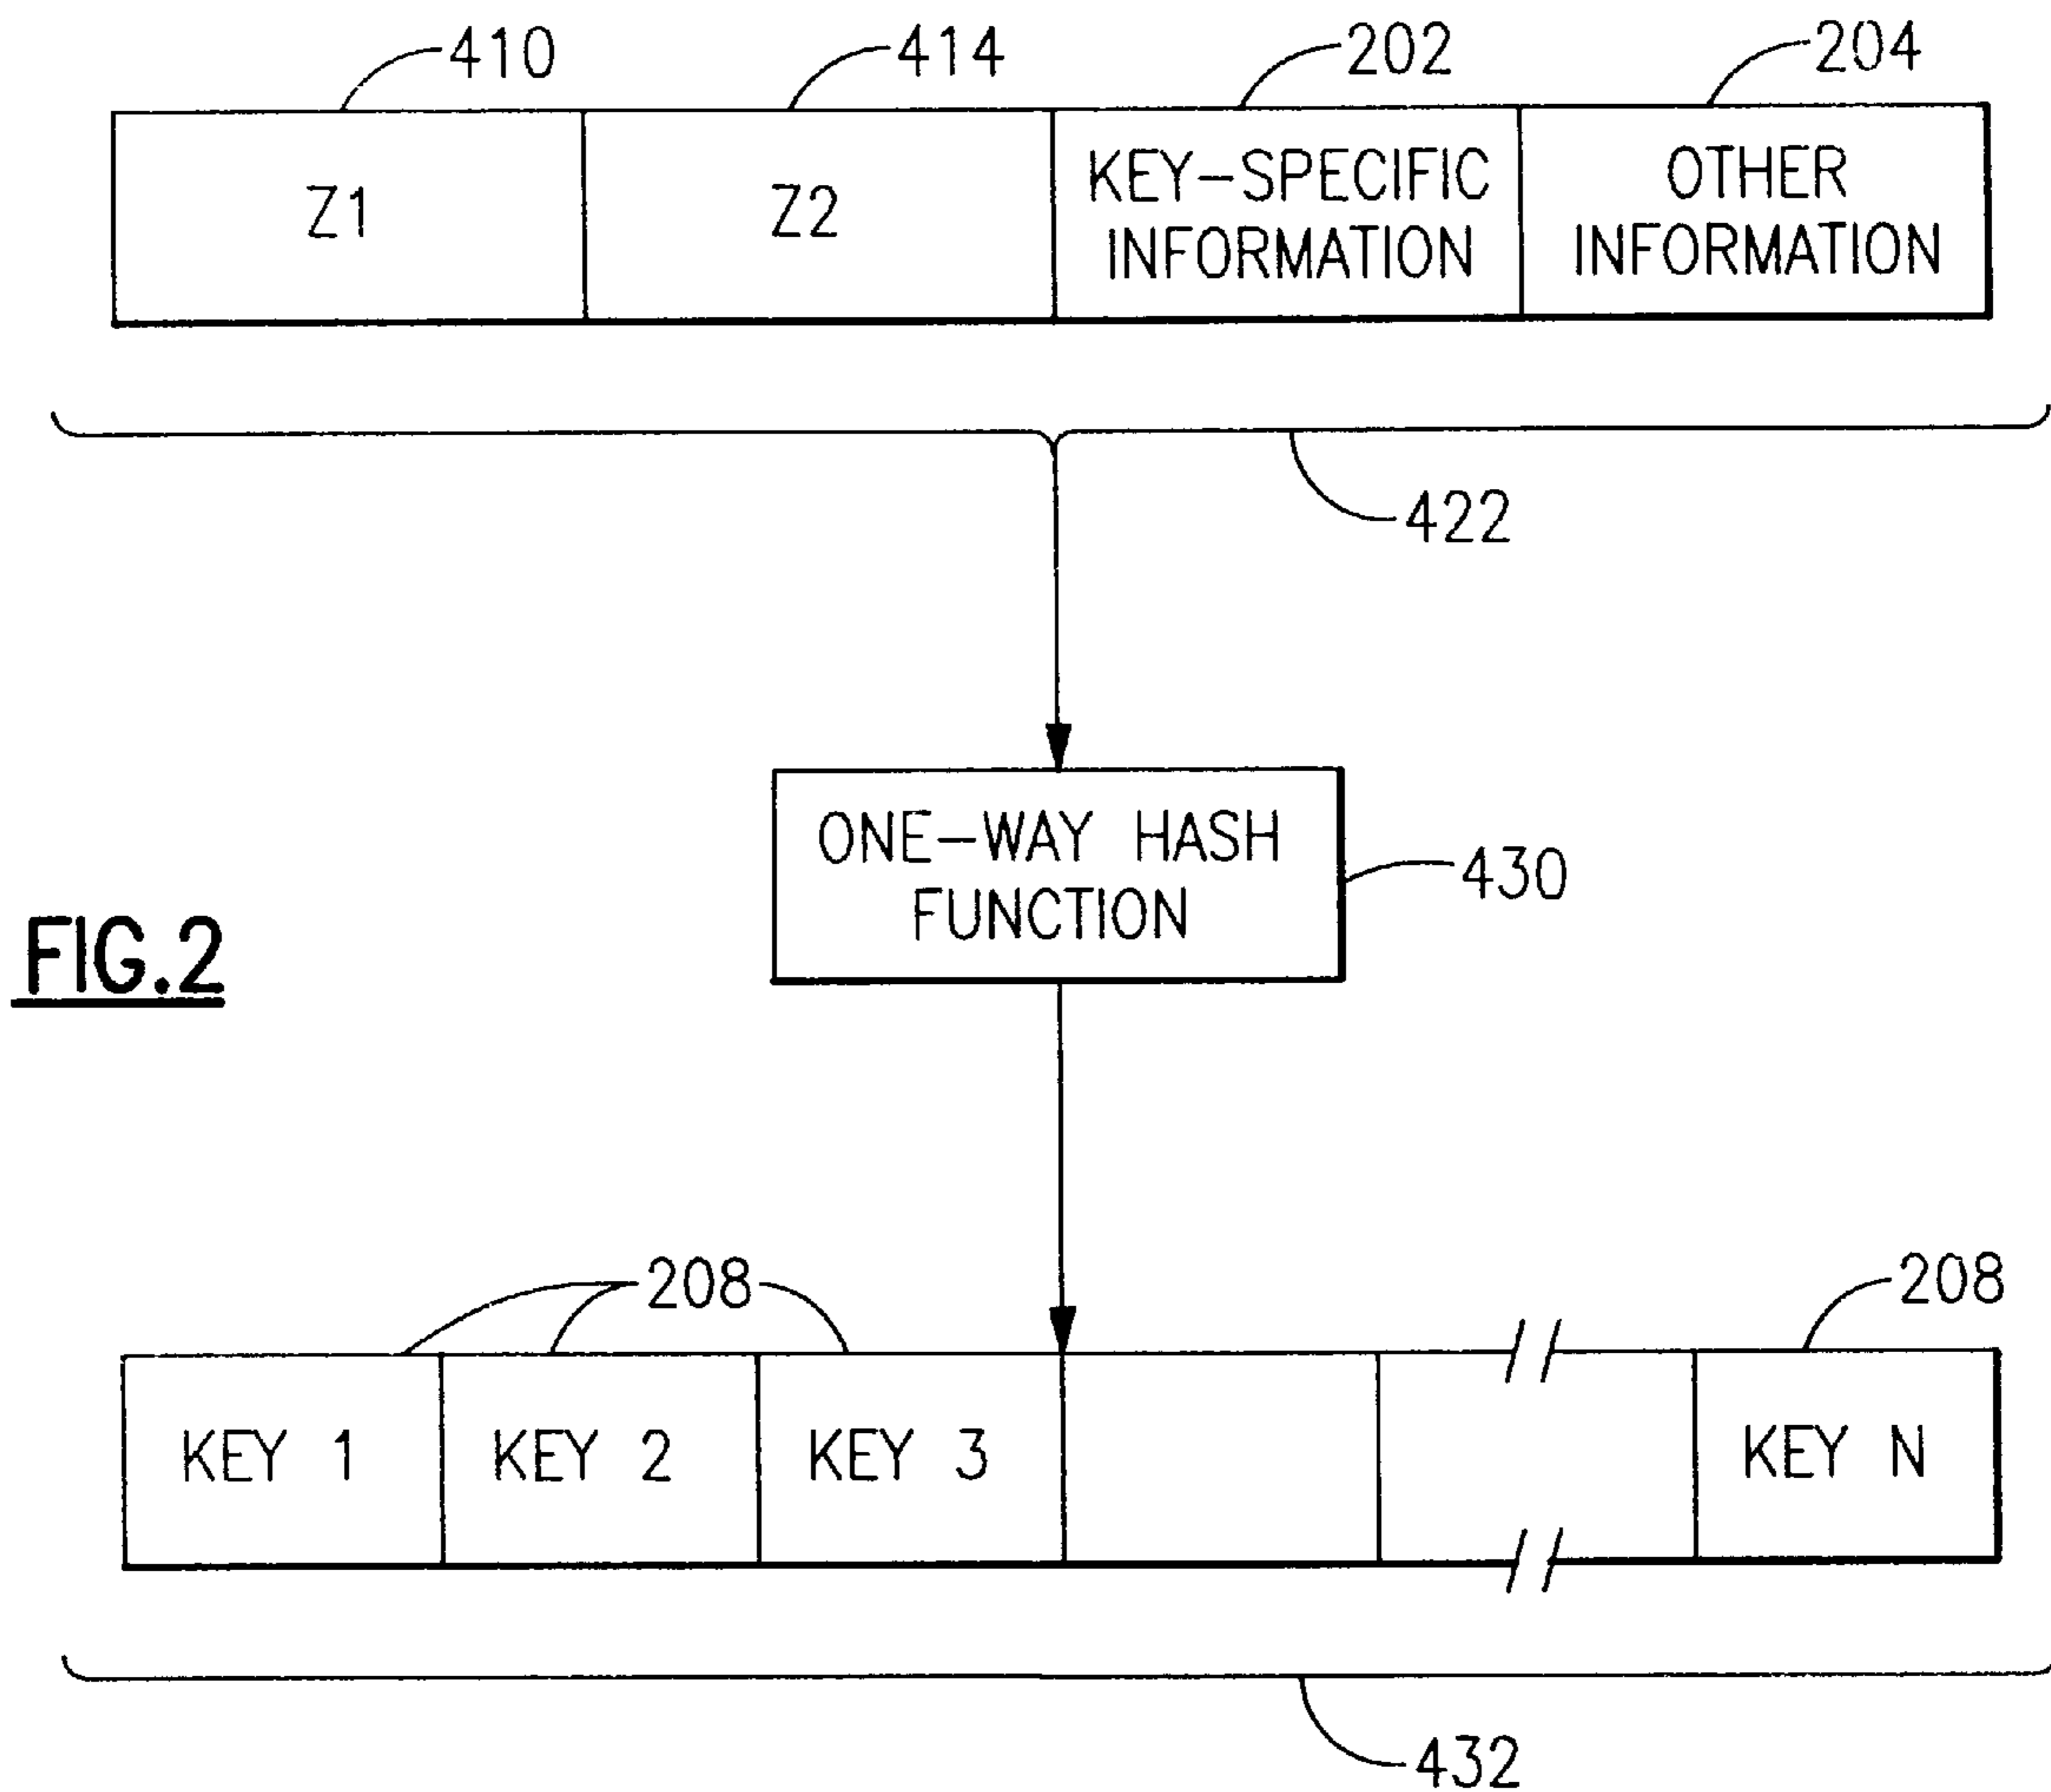 410
414
202
204
Z1
Z2
KEY-SPECIFIC
INFORMATION
OTHER
INFORMATION
422
ONE-WAY HASH
FUNCTION
430
FIG.2
208
208
KEY 1
KEY 2
KEY 3
KEY N
432